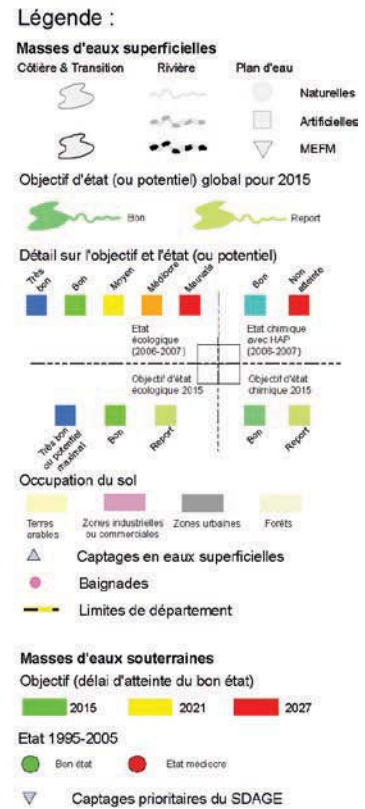 Légende :
Masses d'eaux superficielles
Côtière & Transition Rivière Plan d'eau
Naturelles
Artificielles
MEFM
Objectif d'état (ou potentiel) global pour 2015
Bon Report
Détail sur l'objectif et l'état (ou potentiel)
Très bon Bon Moyen Médiocre Mauvais Bon Non atteinte
Etat Etat chimique
écologique avec HAP
(2006-2007) (2006-2007)
Objectif d'état Objectif d'état
écologique 2015 chimique 2015
Très bon ou potentiel maximal Bon Report Bon Report
Occupation du sol
Terres Zones industrielles Zones urbaines Forêts
arables ou commerciales
Captages en eaux superficielles
Baignades
Limites de département
Masses d'eaux souterraines
Objectif (délai d'atteinte du bon état)
2015 2021 2027
Etat 1995-2005
Bon état Etat médiocre
Captages prioritaires du SDAGE